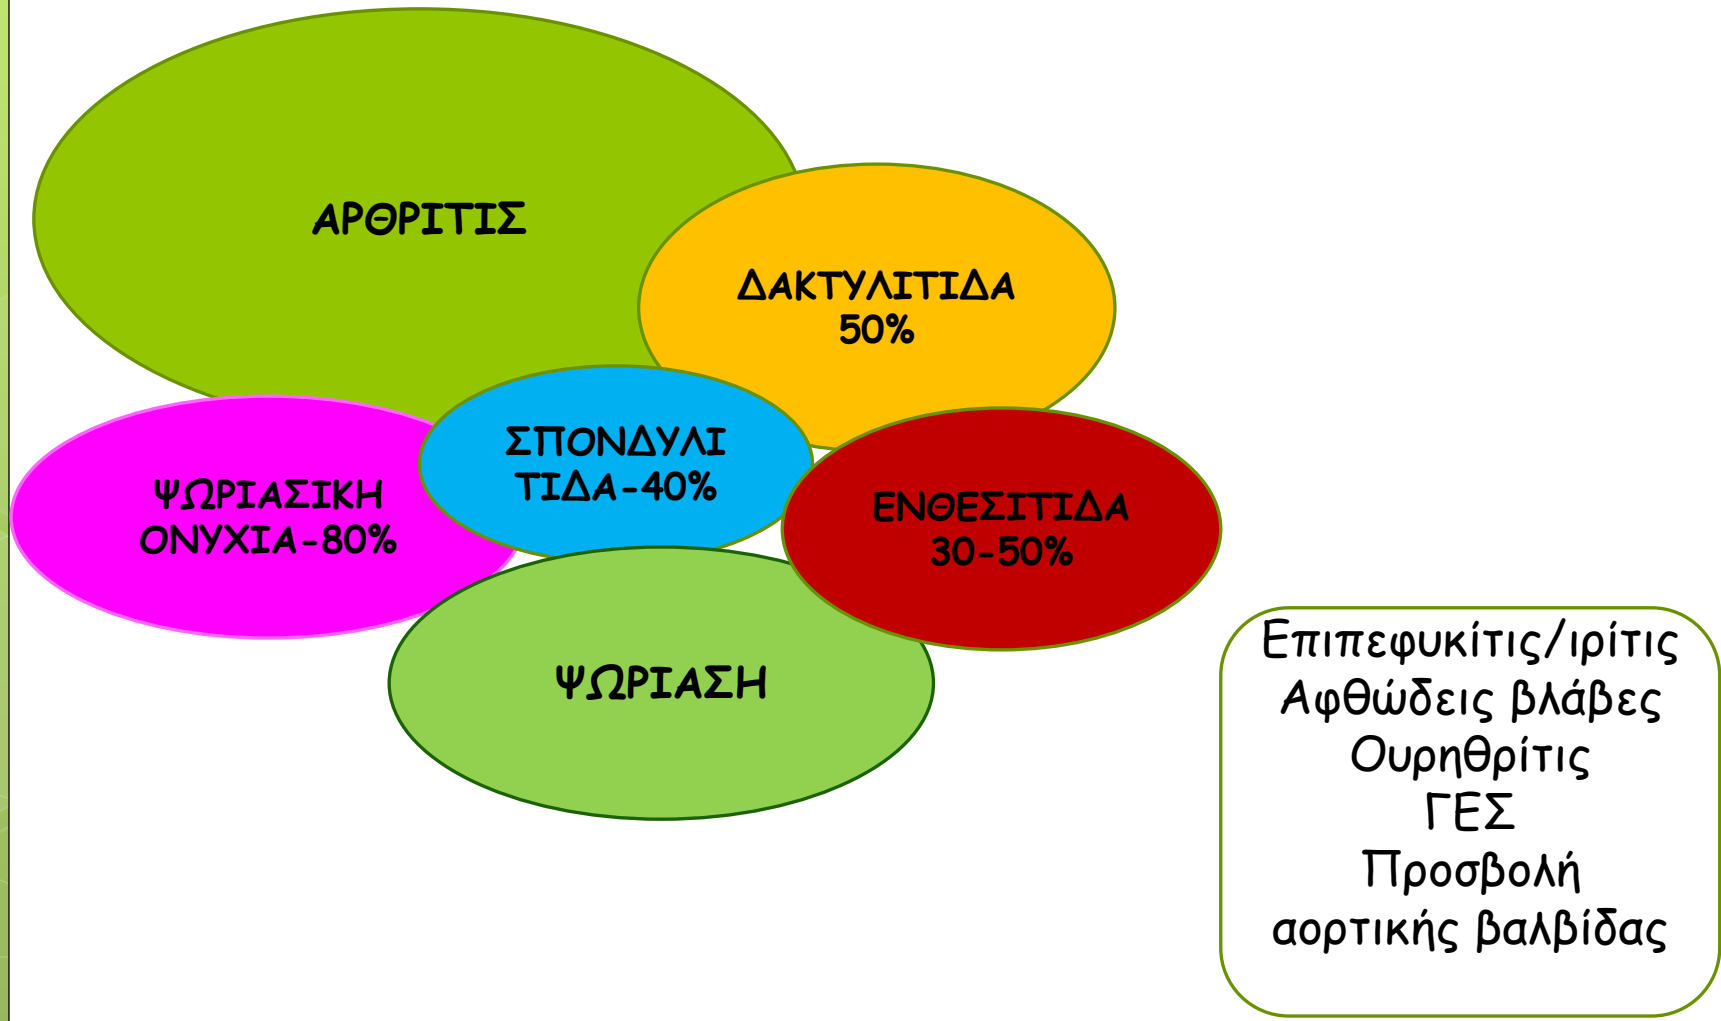 ΑΡΘΡΙΤΙΣ
ΔΑΚΤΥΛΙΤΙΔΑ
50%
ΣΠΟΝΔΥΛΙ
ΤΙΔΑ-40%
ΨΩΡΙΑΣΙΚΗ
ΟΝΥΧΙΑ-80%
ΕΝΘΕΣΙΤΙΔΑ
30-50%
ΨΩΡΙΑΣΗ
Επιπεφυκίτις/ιρίτις
Αφθώδεις βλάβες
Ουρηθρίτις
ΓΕΣ
Προσβολή
αορτικής βαλβίδας